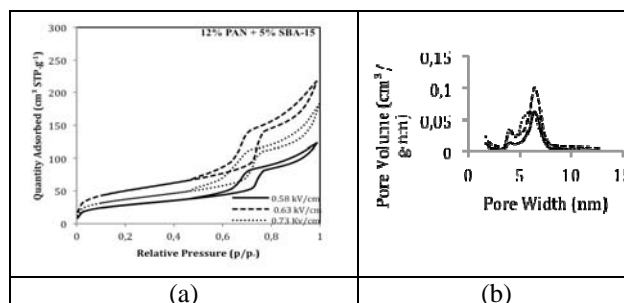 12% PAN + 5% SBA-15
Quantity Adsorbed (cm³ STP.g⁻¹)
300
250
200
150
100
50
0
0.58 kV/cm
0.63 kV/cm
0.73 Kv/cm
0
0,2
0,4
0,6
0,8
1
Relative Pressure (p/p.)
(a)
Pore Volume (cm³/
g nm)
0,15
0,1
0,05
0
0
5
10
15
Pore Width (nm)
(b)